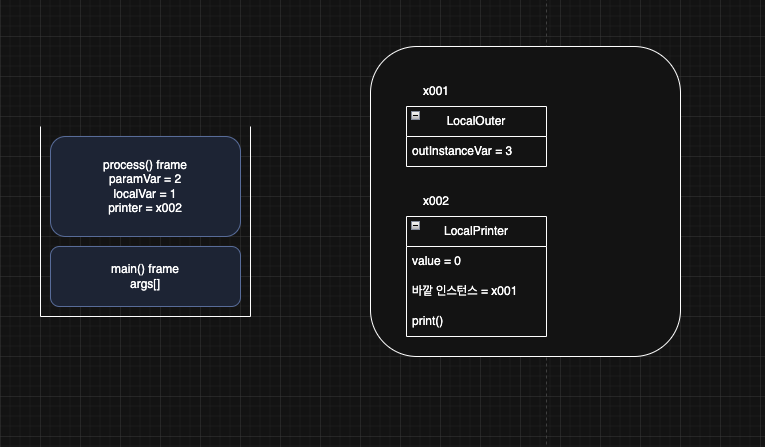 process() frame
paramVar = 2
localVar = 1
printer = x002
main() frame
args[]
x001
LocalOuter
outInstanceVar = 3
x002
LocalPrinter
value = 0
바깥 인스턴스 = x001
print()